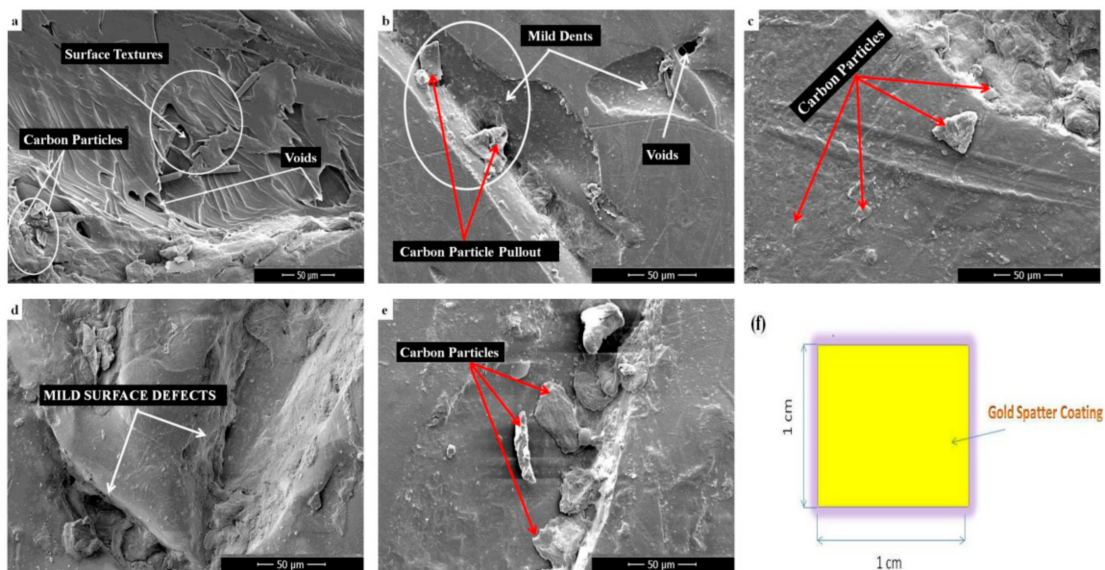 a
Surface Textures
Carbon Particles
Voids
50 µm
b
Mild Dents
Voids
Carbon Particle Pullout
50 µm
c
Carbon Particles
50 µm
d
MILD SURFACE DEFECTS
50 µm
e
Carbon Particles
50 µm
(f)
1 cm
Gold Spatter Coating
1 cm